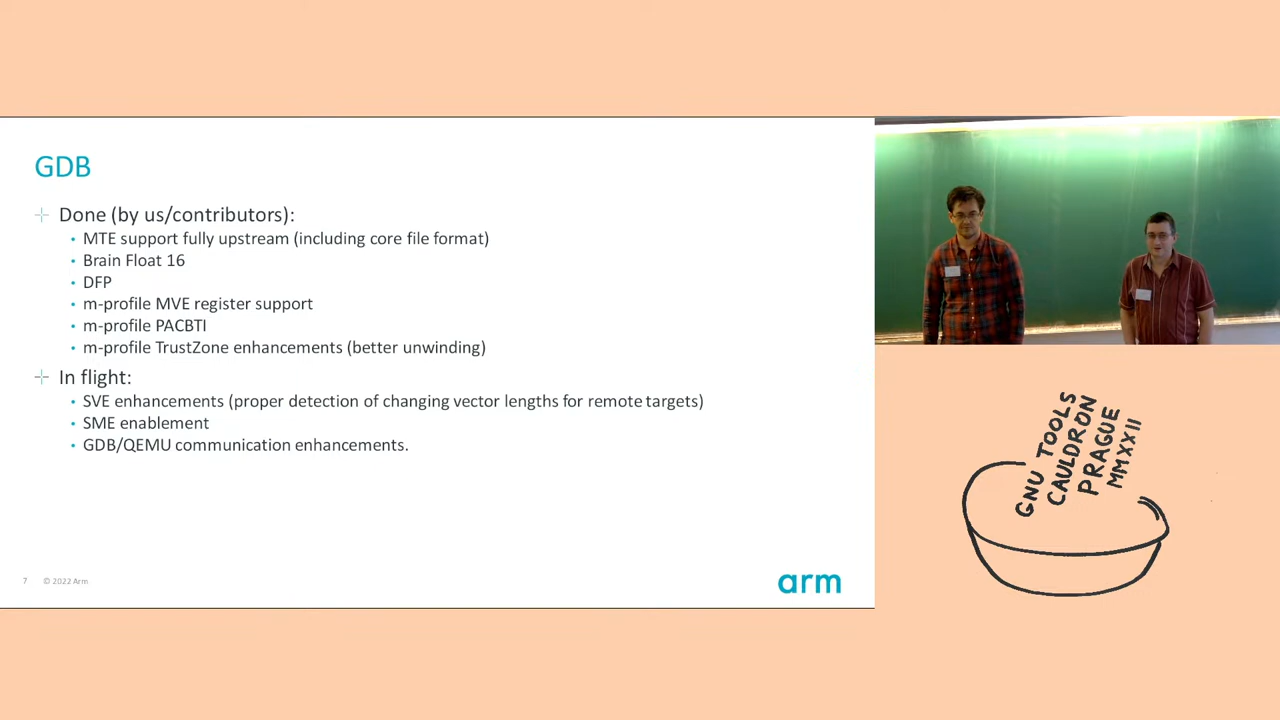 GDB
Done (by us/contributors):
MTE support fully upstream (including core file format)
Brain Float 16
DFP
m-profile MVE register support
m-profile PACBTI
m-profile TrustZone enhancements (better unwinding)
In flight:
SVE enhancements (proper detection of changing vector lengths for remote targets)
SME enablement
GDB/QEMU communication enhancements.
7 © 2022 Arm
arm
GNU TOOLS
CAULDRON
PRAGUE
MMXXII